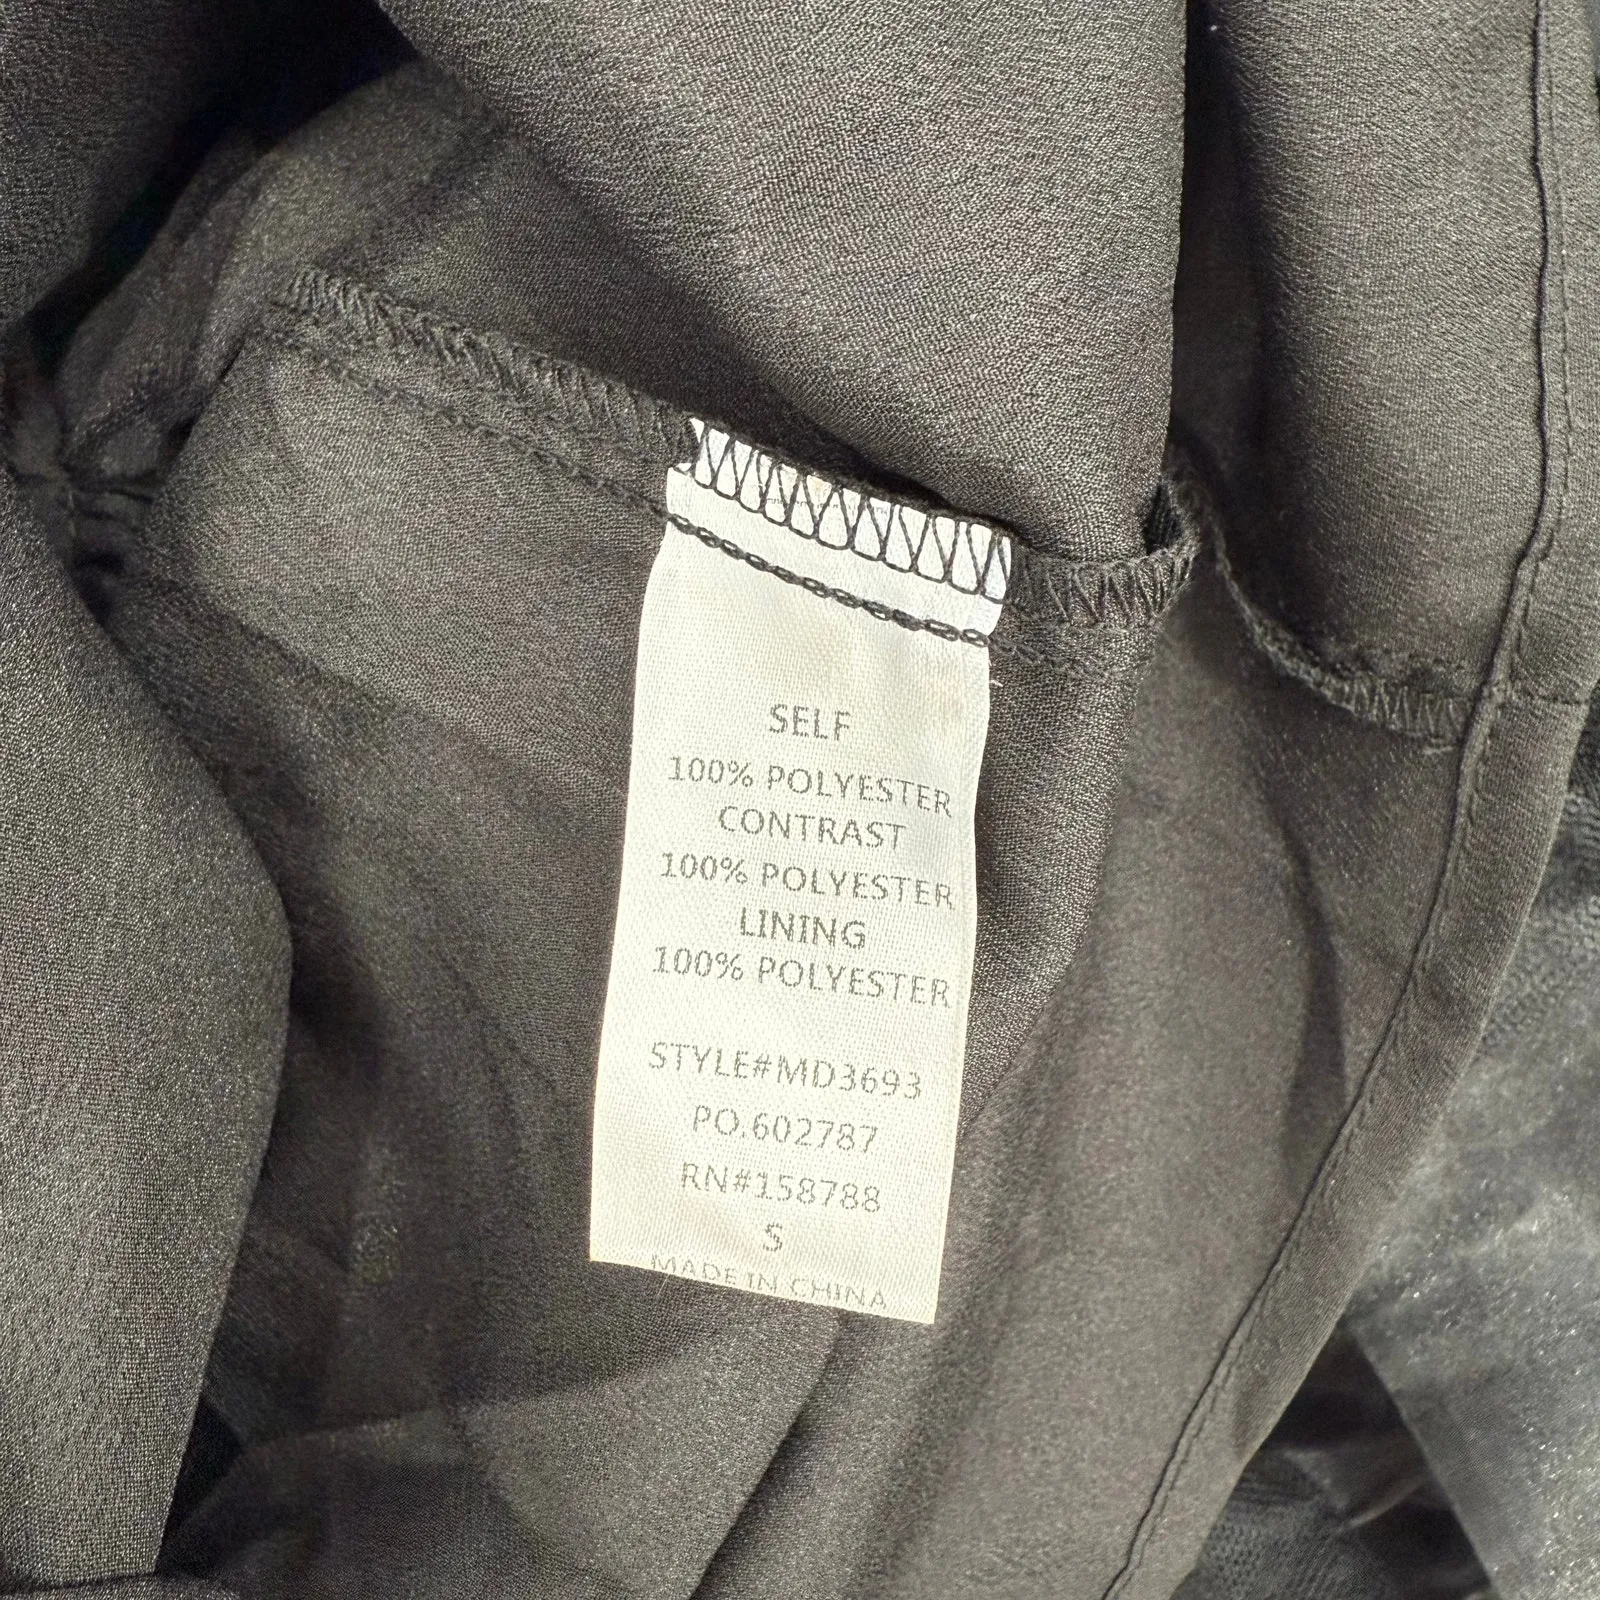 SELF
100% POLYESTER
CONTRAST
100% POLYESTER
LINING
100% POLYESTER
STYLE#MD3693
PO.602787
RN#158788
S
MADE IN CHINA